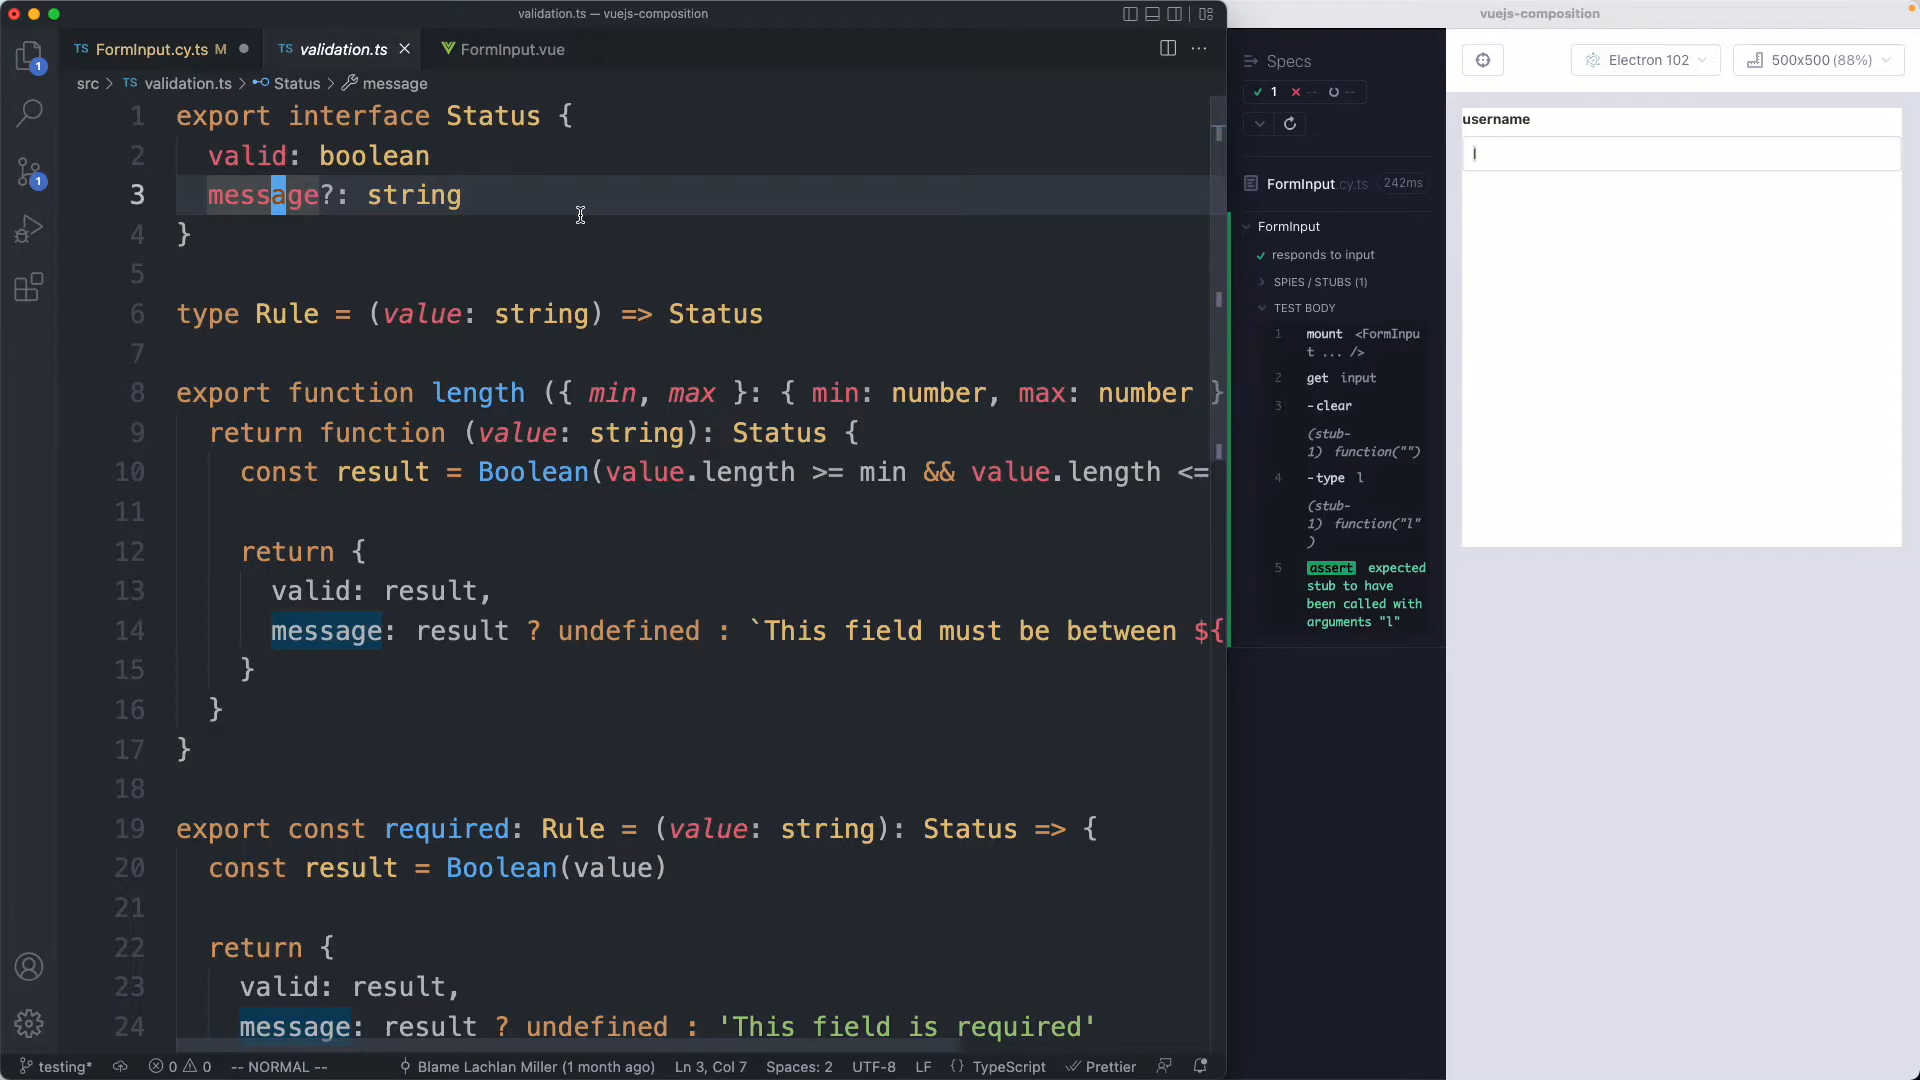 validation.ts — vuejs-composition
TS FormInput.cy.ts M
TS validation.ts
FormInput.vue
src > TS validation.ts > Status > message
1 export interface Status {
2 valid: boolean
3 message?: string
4 }
5
6 type Rule = (value: string) => Status
7
8 export function length ({ min, max }: { min: number, max: number }
9 return function (value: string): Status {
10 const result = Boolean(value.length >= min && value.length <=
11
12 return {
13 valid: result,
14 message: result ? undefined : `This field must be between ${
15 }
16 }
17 }
18
19 export const required: Rule = (value: string): Status => {
20 const result = Boolean(value)
21
22 return {
23 valid: result,
24 message: result ? undefined : 'This field is required'
1
1
testing* 0 0 -- NORMAL -- Blame Lachlan Miller (1 month ago) Ln 3, Col 7 Spaces: 2 UTF-8 LF {} TypeScript Prettier
vuejs-composition
Specs
1 -- --
FormInput.cy.ts 242ms
FormInput
responds to input
SPIES / STUBS (1)
TEST BODY
1 mount <FormInpu
t ... />
2 get input
3 -clear
(stub-
1) function("")
4 -type l
(stub-
1) function("l"
)
5 assert expected
stub to have
been called with
arguments "l"
Electron 102
500x500 (88%)
username
l